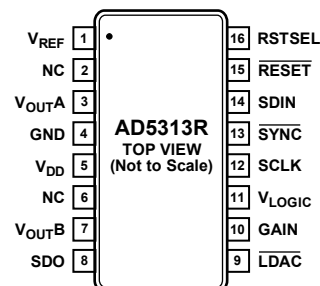 VREF 1
NC 2
VOUTA 3
GND 4
VDD 5
NC 6
VOUTB 7
SDO 8
AD5313R
TOP VIEW
(Not to Scale)
16 RSTSEL
15 RESET
14 SDIN
13 SYNC
12 SCLK
11 VLOGIC
10 GAIN
9 LDAC